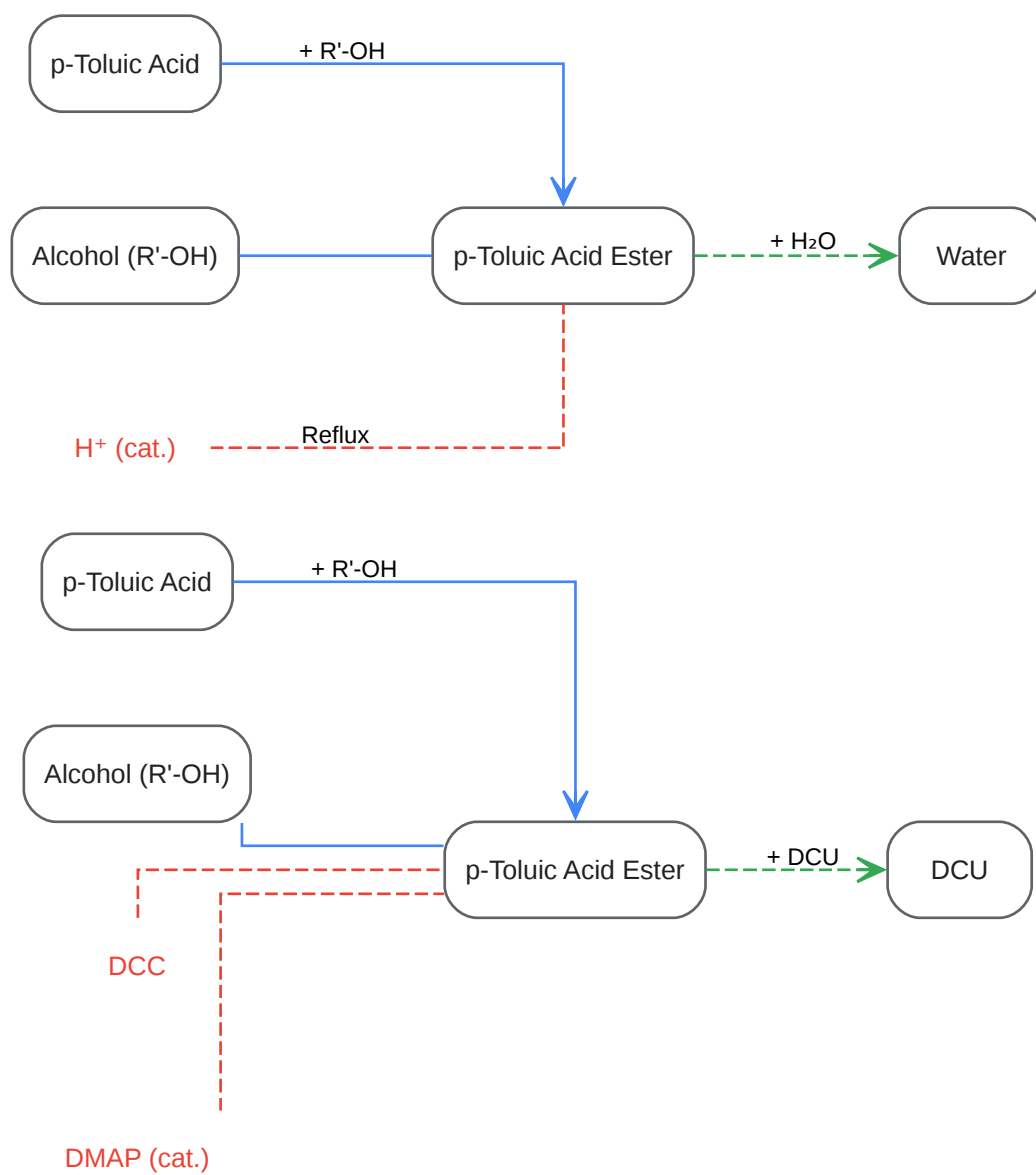 p-Toluic Acid
+ R'-OH
Alcohol (R'-OH)
p-Toluic Acid Ester
+ H₂O
Water
H⁺ (cat.)
Reflux
p-Toluic Acid
+ R'-OH
Alcohol (R'-OH)
p-Toluic Acid Ester
+ DCU
DCU
DCC
DMAP (cat.)